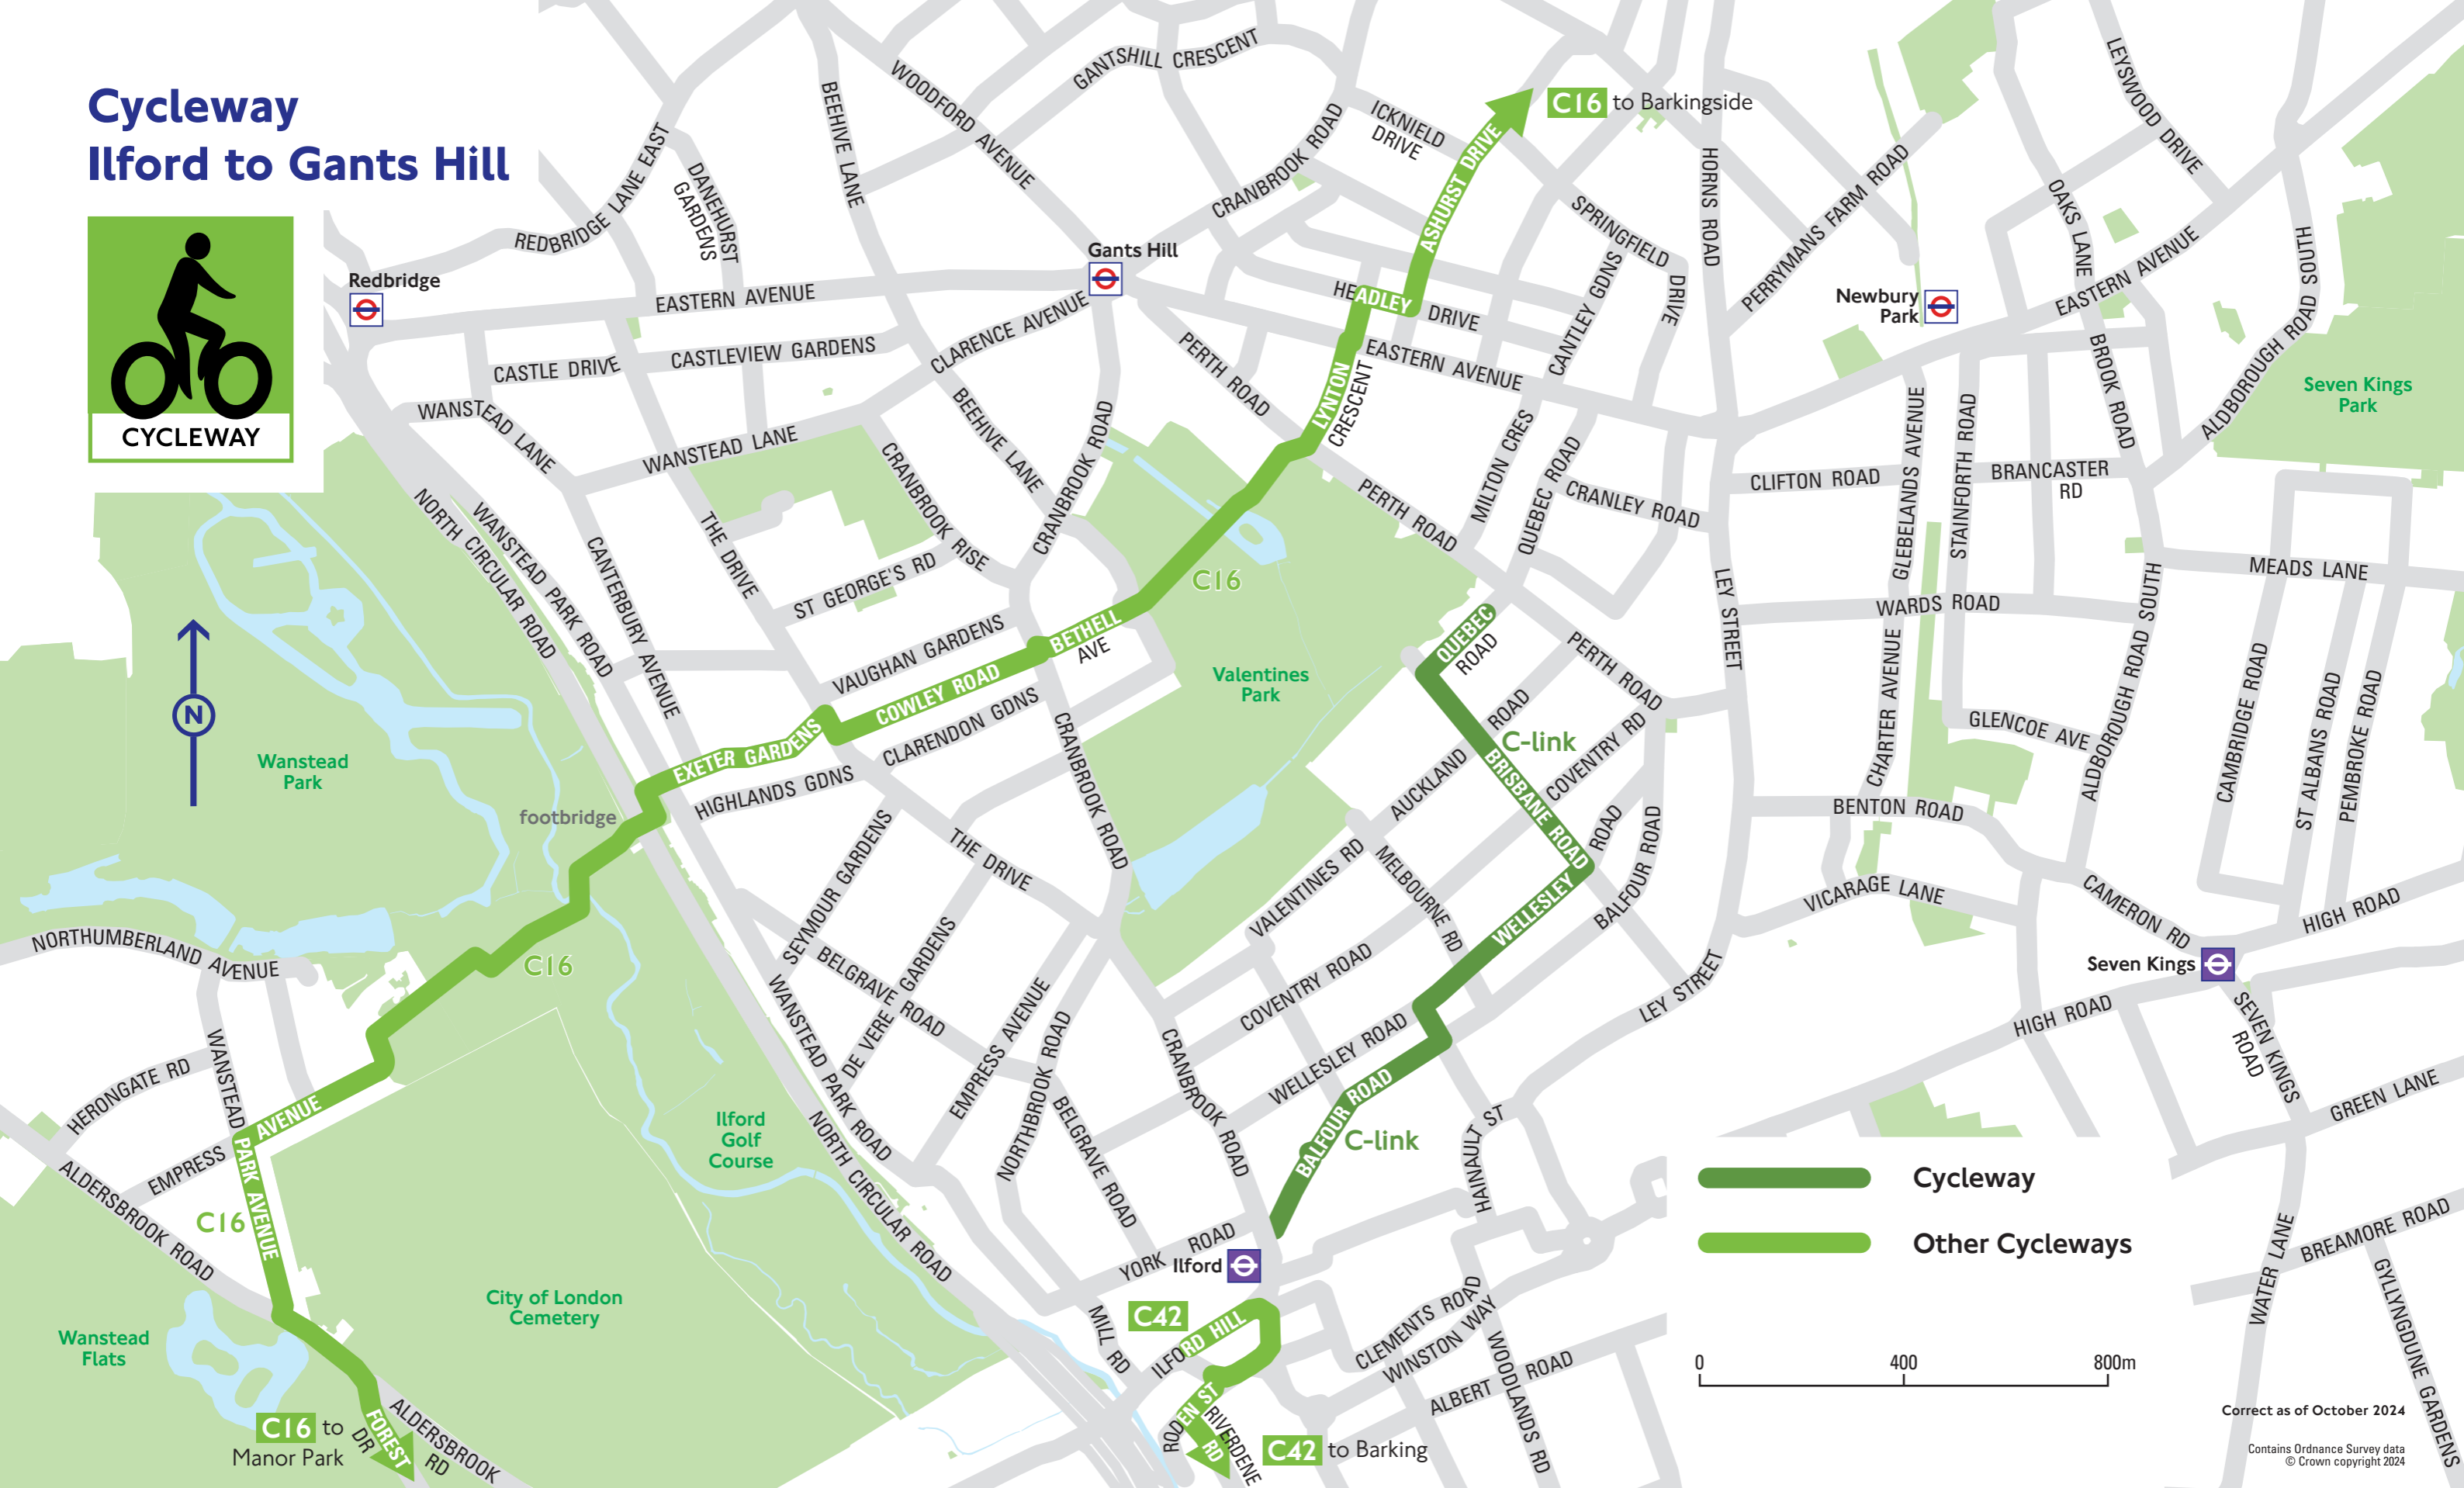 Cycleway
Ilford to Gants Hill
CYCLEWAY
N
C16 to Barkingside
GANTSHILL CRESCENT
WOODFORD AVENUE
BEEHIVE LANE
REDBRIDGE LANE EAST
DANEHURST
GARDENS
ICKNIELD
DRIVE
CRANBROOK ROAD
ASHURST DRIVE
HORNS ROAD
SPRINGFIELD
DRIVE
PERRYMANS FARM ROAD
LEYSWOOD DRIVE
OAKS LANE
EASTERN AVENUE
ALDBOROUGH ROAD SOUTH
Redbridge
Gants Hill
Newbury
Park
EASTERN AVENUE
HEADLEY
DRIVE
CANTLEY GDNS
CLARENCE AVENUE
CASTLE DRIVE
CASTLEVIEW GARDENS
PERTH ROAD
EASTERN AVENUE
LYNTON
CRESCENT
BROOK ROAD
Seven Kings
Park
WANSTEAD LANE
WANSTEAD LANE
BEEHIVE LANE
CRANBROOK ROAD
CRANBROOK RISE
MILTON CRES
QUEBEC ROAD
CRANLEY ROAD
PERTH ROAD
CLIFTON ROAD
GLEBELANDS AVENUE
STAINFORTH ROAD
BRANCASTER
RD
NORTH CIRCULAR ROAD
WANSTEAD PARK ROAD
CANTERBURY AVENUE
THE DRIVE
ST GEORGE'S RD
C16
LEY STREET
WARDS ROAD
MEADS LANE
VAUGHAN GARDENS
COWLEY ROAD
BETHELL
AVE
CLARENDON GDNS
Valentines
Park
QUEBEC
ROAD
PERTH ROAD
CHARTER AVENUE
GLENCOE AVE
ALDBOROUGH ROAD SOUTH
CAMBRIDGE ROAD
ST ALBANS ROAD
PEMBROKE ROAD
Wanstead
Park
EXETER GARDENS
HIGHLANDS GDNS
footbridge
CRANBROOK ROAD
C-link
BRISBANE ROAD
AUCKLAND ROAD
COVENTRY RD
BENTON ROAD
SEYMOUR GARDENS
THE DRIVE
VALENTINES RD
MELBOURNE RD
WELLESLEY
ROAD
BALFOUR ROAD
VICARAGE LANE
CAMERON RD
HIGH ROAD
Seven Kings
NORTHUMBERLAND AVENUE
C16
BELGRAVE ROAD
DE VERE GARDENS
EMPRESS AVENUE
NORTHBROOK ROAD
COVENTRY ROAD
WELLESLEY ROAD
LEY STREET
HIGH ROAD
SEVEN KINGS
ROAD
GREEN LANE
WANSTEAD
PARK AVENUE
HERONGATE RD
EMPRESS
AVENUE
WANSTEAD PARK ROAD
NORTH CIRCULAR ROAD
CRANBROOK ROAD
BALFOUR ROAD
C-link
HAINAULT ST
Ilford
Golf
Course
BELGRAVE ROAD
C16
ALDERSBROOK ROAD
YORK ROAD
Ilford
City of London
Cemetery
Wanstead
Flats
MILL RD
C42
ILFORD HILL
CLEMENTS ROAD
WINSTON WAY
ALBERT ROAD
WOODLANDS RD
RODEN ST
RIVERDENE
RD
C42 to Barking
C16 to
Manor Park
FOREST
DR
ALDERSBROOK
RD
WATER LANE
BREAMORE ROAD
GYLLYNGDUNE GARDENS
Cycleway
Other Cycleways
0 400 800m
Correct as of October 2024
Contains Ordnance Survey data
© Crown copyright 2024